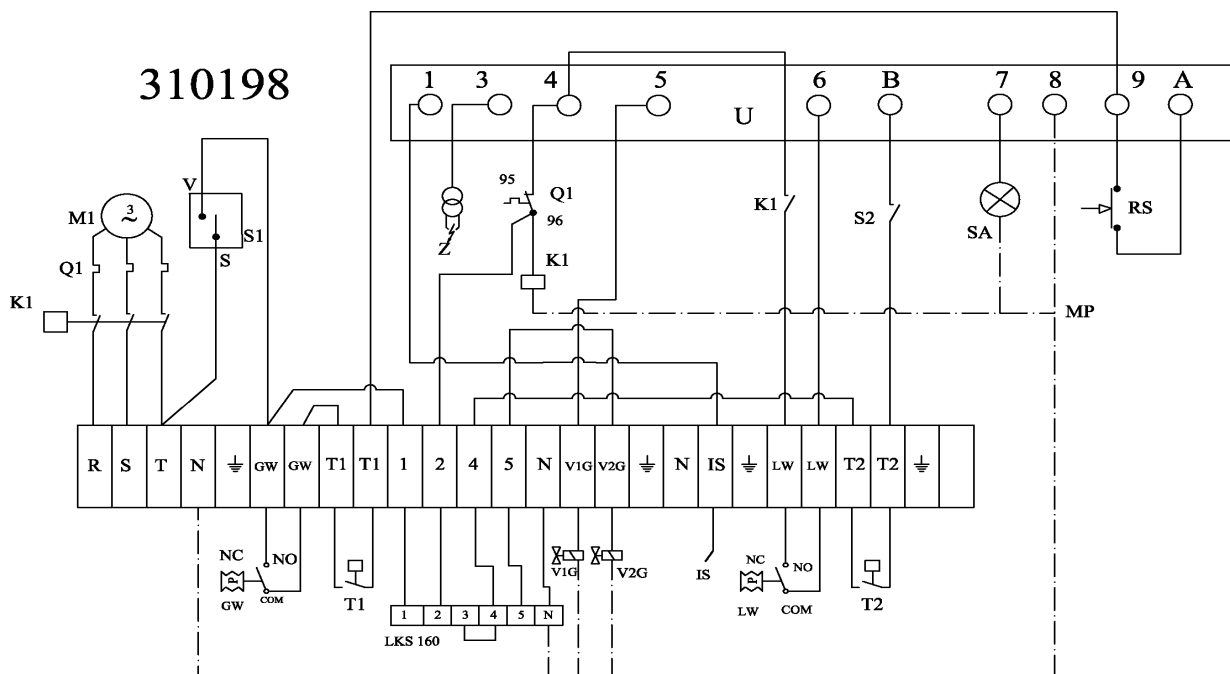 310198
1 3 4 5 6 B 7 8 9 A
U
V
95
Q1
M1 3 ~
K1
S2
RS
S1
96
SA
Z
S
Q1
K1
K1
MP
R S T N GW GW T1 T1 1 2 4 5 N V1G V2G N IS LW LW T2 T2
NC NO
P
GW COM
T1
V1G V2G
IS
NC NO
P
LW COM
T2
1 2 3 4 5 N
LKS 160